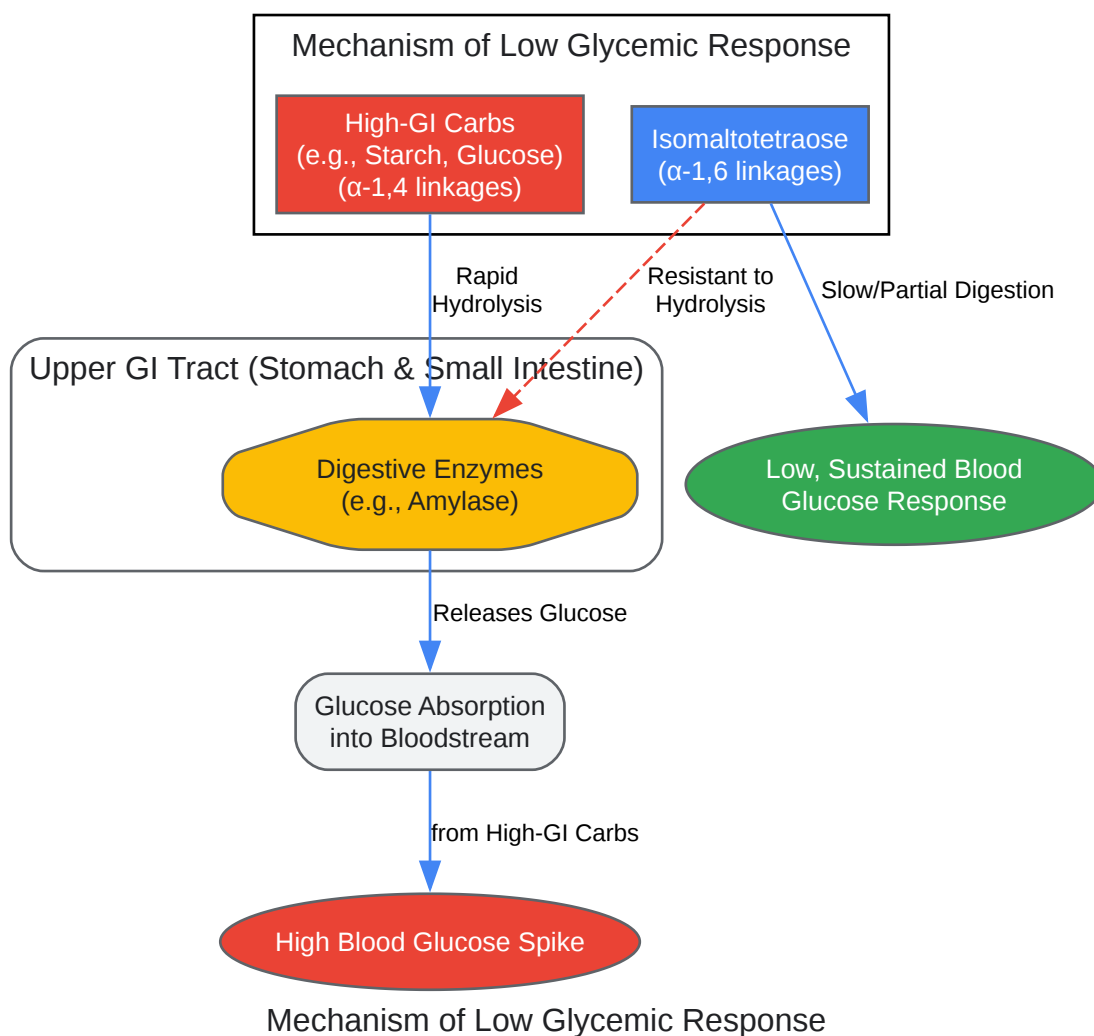 Mechanism of Low Glycemic Response
High-GI Carbs
(e.g., Starch, Glucose)
(α-1,4 linkages)
Isomaltotetraose
(α-1,6 linkages)
Rapid
Hydrolysis
Resistant to
Hydrolysis
Slow/Partial Digestion
Upper GI Tract (Stomach & Small Intestine)
Digestive Enzymes
(e.g., Amylase)
Low, Sustained Blood
Glucose Response
Releases Glucose
Glucose Absorption
into Bloodstream
from High-GI Carbs
High Blood Glucose Spike
Mechanism of Low Glycemic Response